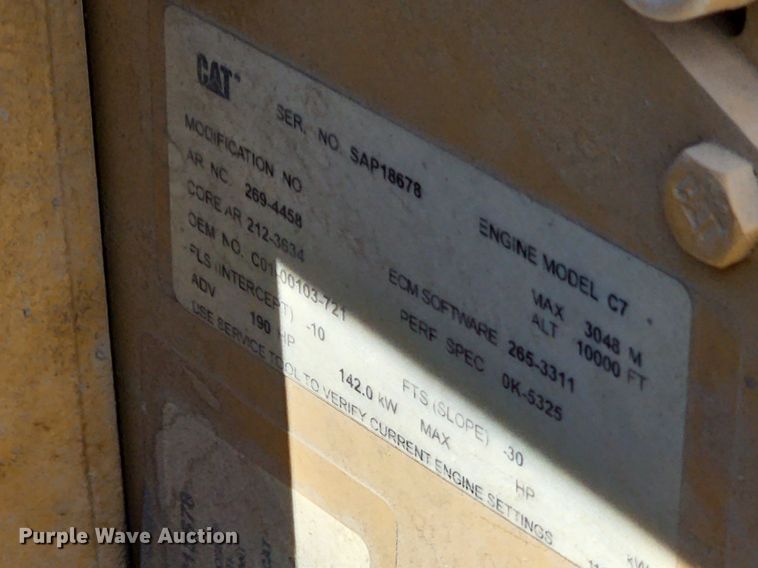 CAT
SER. NO. SAP18678
ENGINE MODEL C7
MODIFICATION NO
MAX ALT 3048 M 10000 FT
AR NO. 269-4458
CORE AR 212-3634
ECM SOFTWARE 265-3311
OEM NO. C01-00103-721
PERF SPEC 0K-5325
FLS (INTERCEPT) -10
FTS (SLOPE) -30
ADV 190 HP 142.0 kW MAX HP
USE SERVICE TOOL TO VERIFY CURRENT ENGINE SETTINGS
CAT
Purple Wave Auction